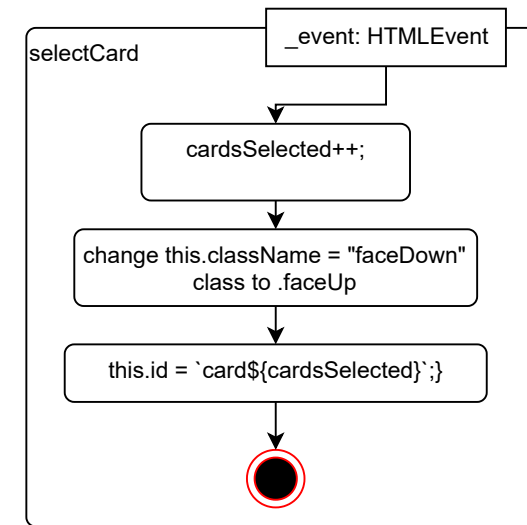 _event: HTMLEvent
selectCard
cardsSelected++;
change this.className = "faceDown"
class to .faceUp
this.id = `card${cardsSelected}`;}